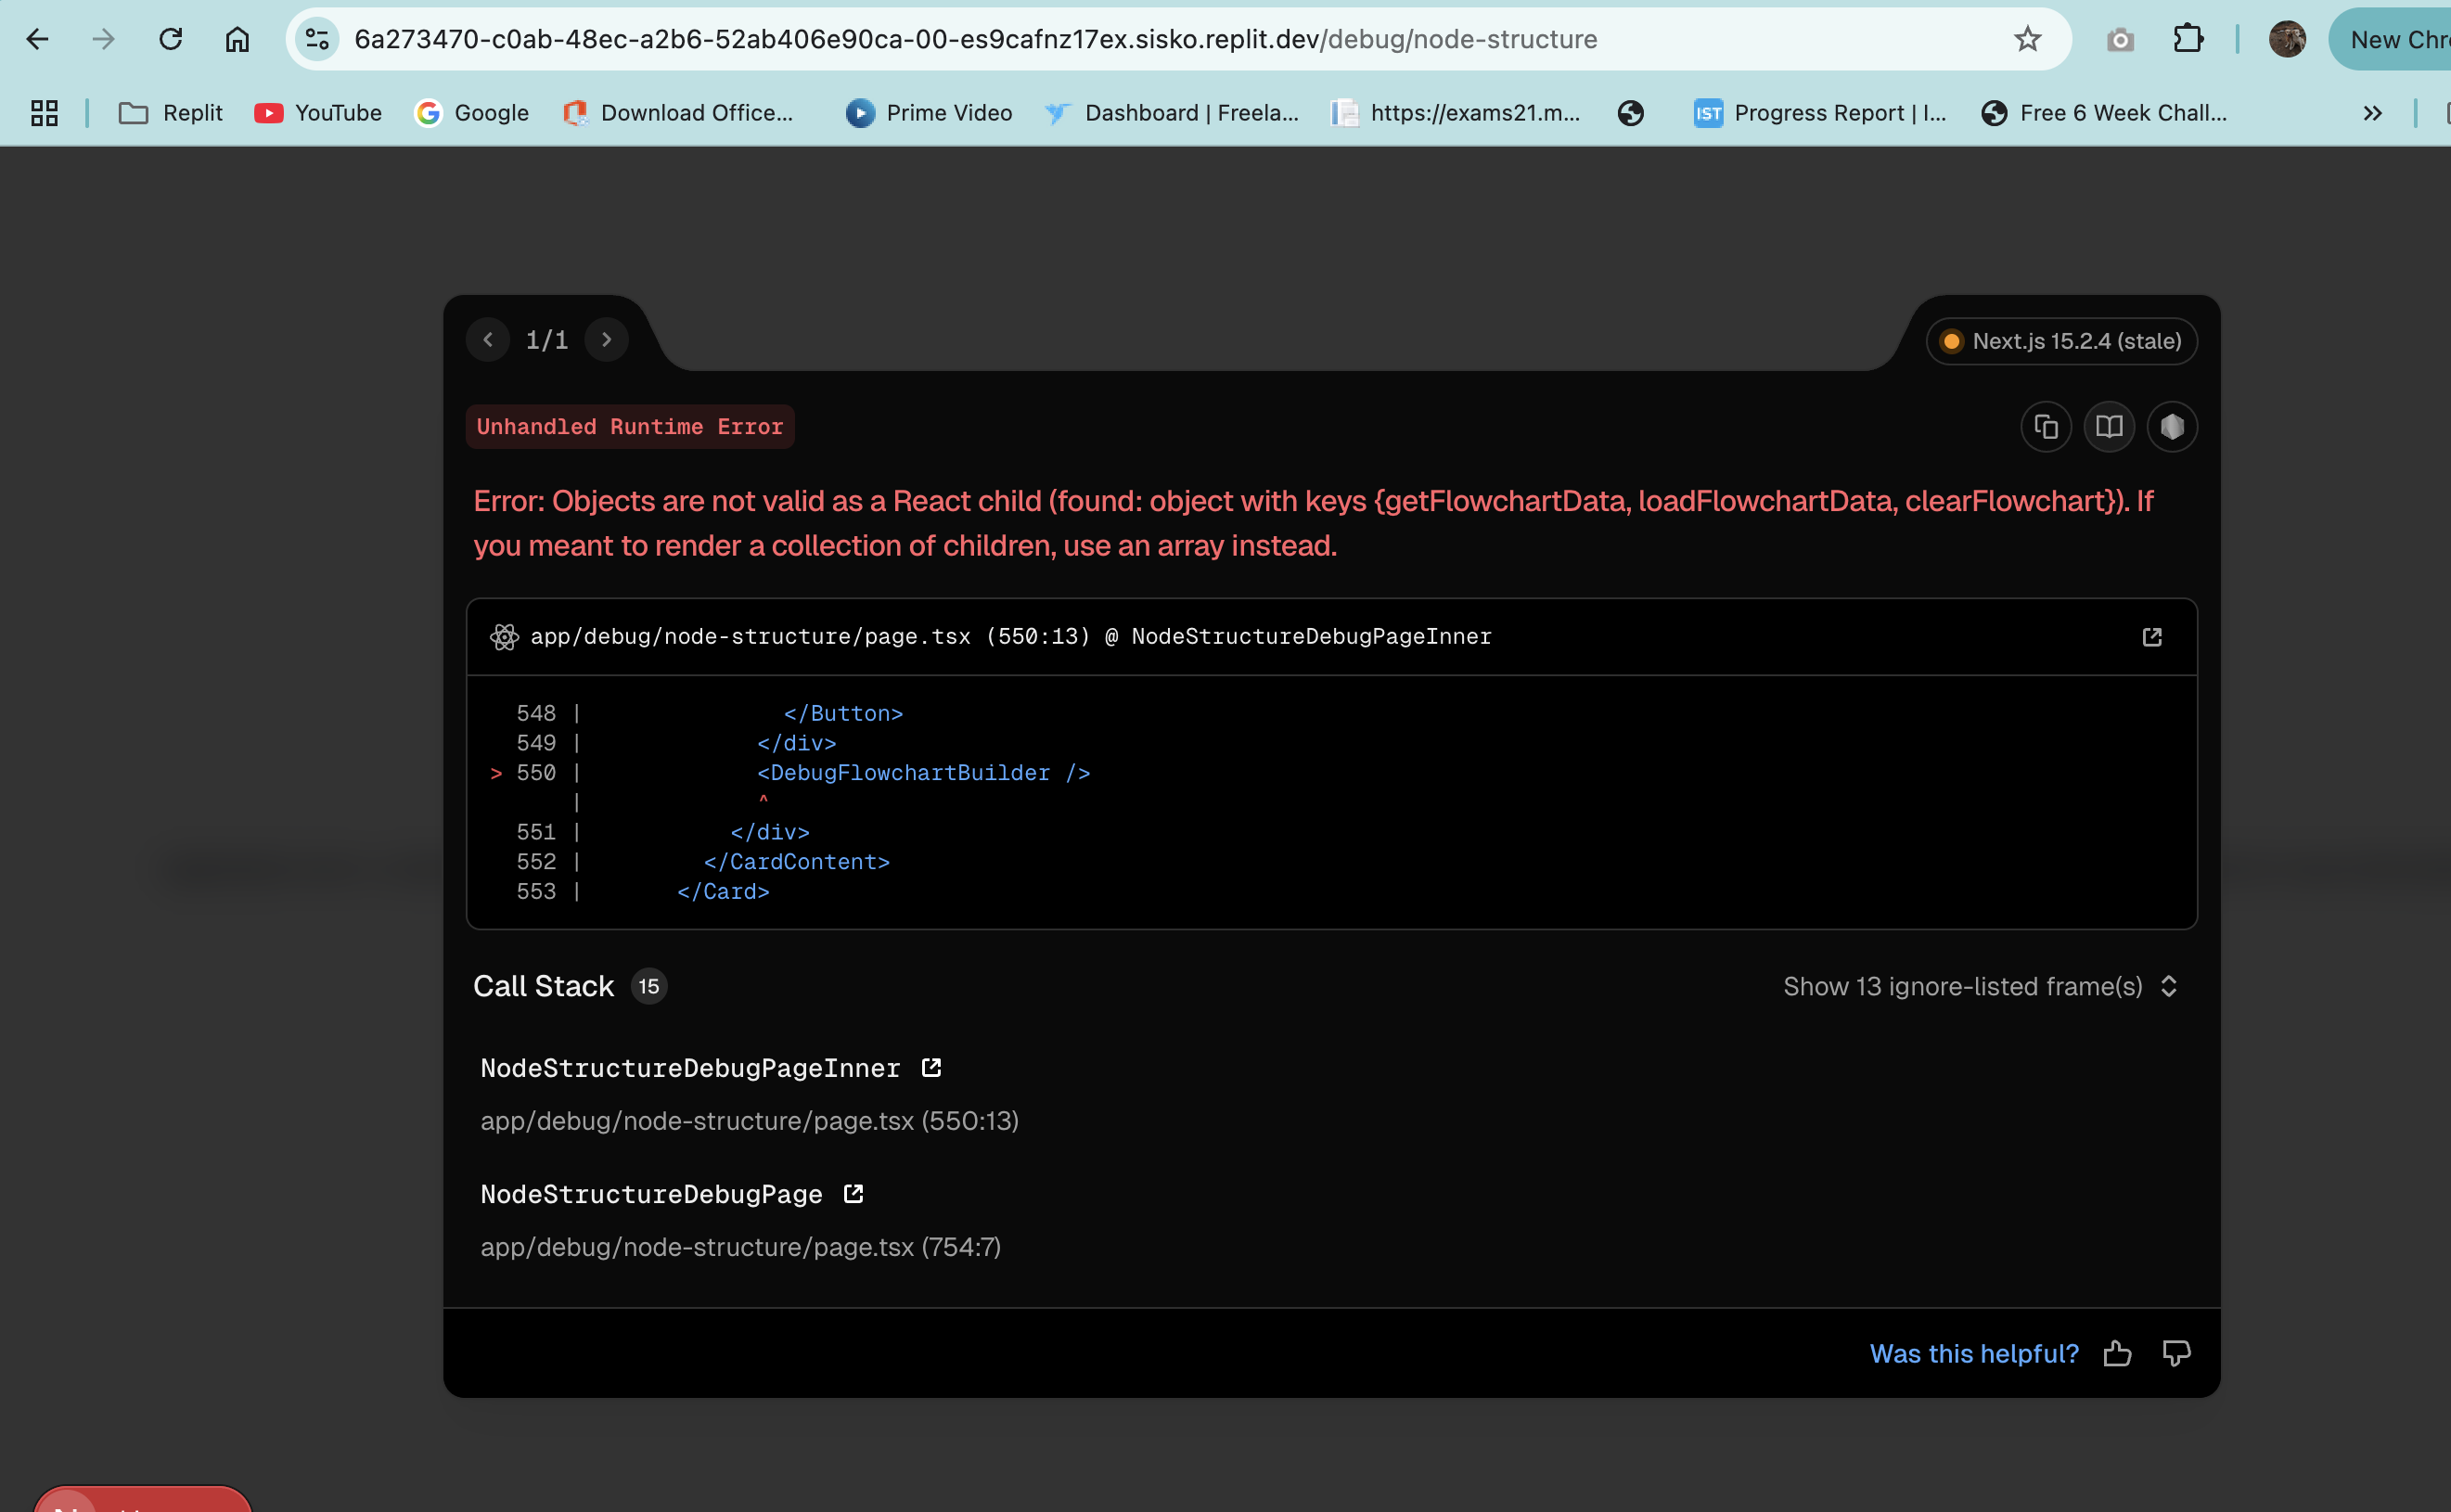 6a273470-c0ab-48ec-a2b6-52ab406e90ca-00-es9cafnz17ex.sisko.replit.dev/debug/node-structure
New Chr
Replit
YouTube
Google
Download Office...
Prime Video
Dashboard | Freela...
https://exams21.m...
IST
Progress Report | I...
Free 6 Week Chall...
1/1
Next.js 15.2.4 (stale)
Unhandled Runtime Error
Error: Objects are not valid as a React child (found: object with keys {getFlowchartData, loadFlowchartData, clearFlowchart}). If
you meant to render a collection of children, use an array instead.
app/debug/node-structure/page.tsx (550:13) @ NodeStructureDebugPageInner
548 | </Button>
549 | </div>
> 550 | <DebugFlowchartBuilder />
| ^
551 | </div>
552 | </CardContent>
553 | </Card>
Call Stack 15
Show 13 ignore-listed frame(s)
NodeStructureDebugPageInner
app/debug/node-structure/page.tsx (550:13)
NodeStructureDebugPage
app/debug/node-structure/page.tsx (754:7)
Was this helpful?